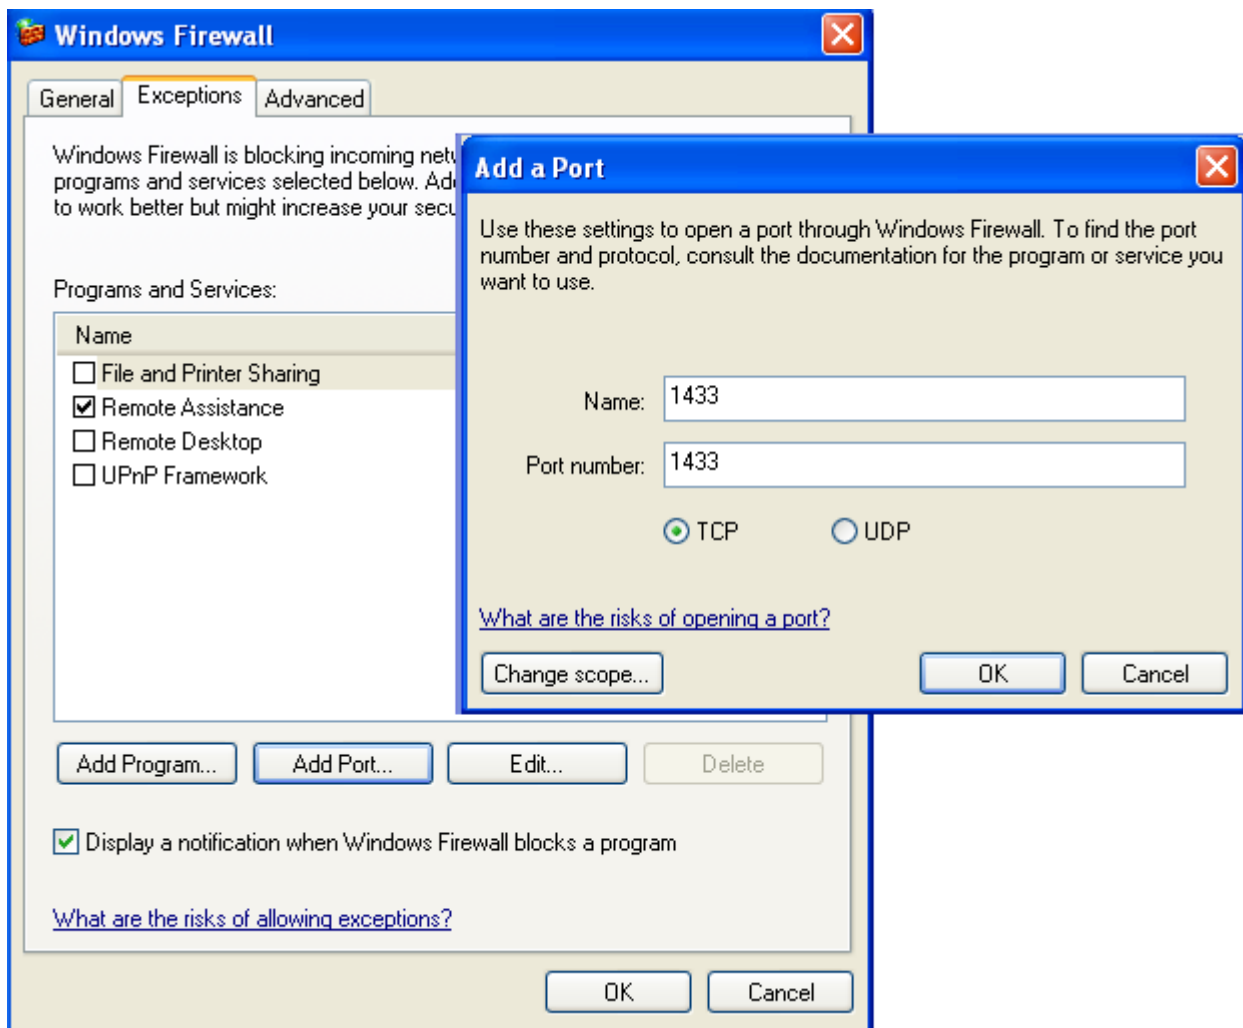 Windows Firewall
General
Exceptions
Advanced
Windows Firewall is blocking incoming
programs and services selected below.
to work better but might increase your
Programs and Services:
Name
File and Printer Sharing
Remote Assistance
Remote Desktop
UPnP Framework
Add Program...
Add Port...
Edit...
Delete
Display a notification when Windows Firewall blocks a program
What are the risks of allowing exceptions?
OK
Cancel
Add a Port
Use these settings to open a port through Windows Firewall. To find the port
number and protocol, consult the documentation for the program or service you
want to use.
Name:
1433
Port number:
1433
TCP
UDP
What are the risks of opening a port?
Change scope...
OK
Cancel